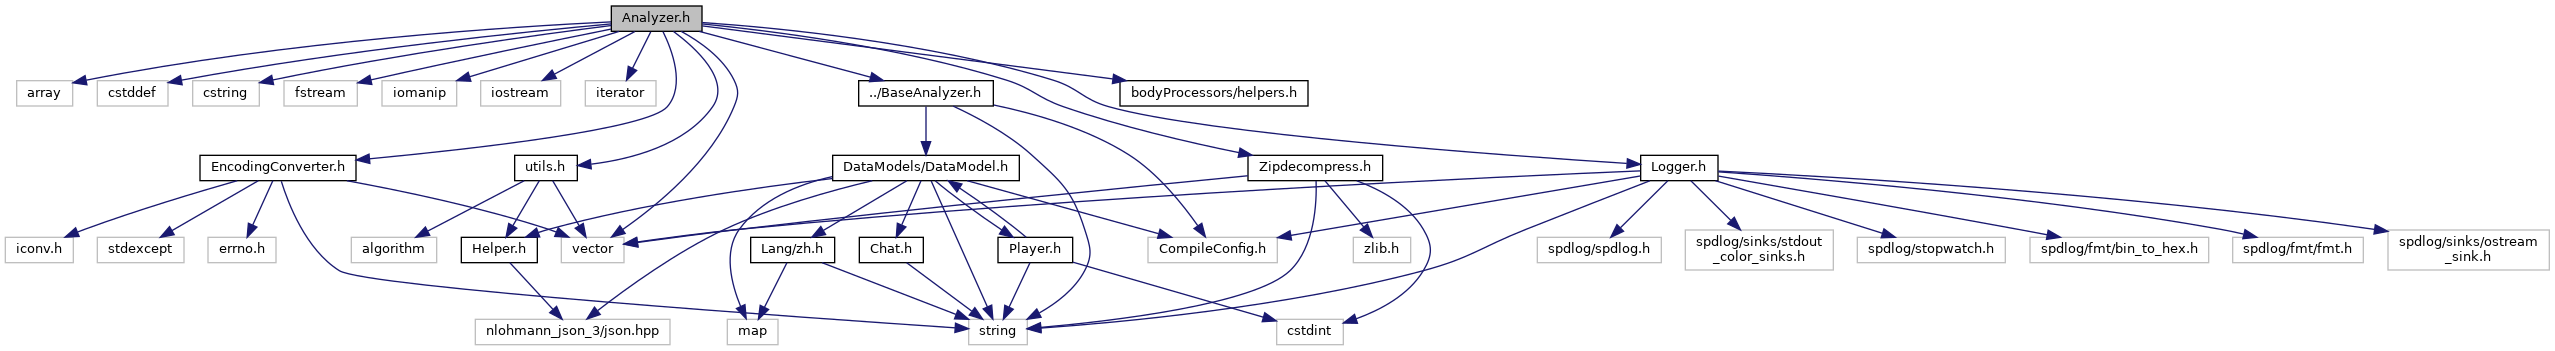 Analyzer.h
array
cstddef
cstring
fstream
iomanip
iostream
iterator
../BaseAnalyzer.h
bodyProcessors/helpers.h
EncodingConverter.h
utils.h
DataModels/DataModel.h
Zipdecompress.h
Logger.h
iconv.h
stdexcept
errno.h
algorithm
Helper.h
vector
Lang/zh.h
Chat.h
Player.h
CompileConfig.h
zlib.h
spdlog/spdlog.h
spdlog/sinks/stdout
_color_sinks.h
spdlog/stopwatch.h
spdlog/fmt/bin_to_hex.h
spdlog/fmt/fmt.h
spdlog/sinks/ostream
_sink.h
nlohmann_json_3/json.hpp
map
string
cstdint